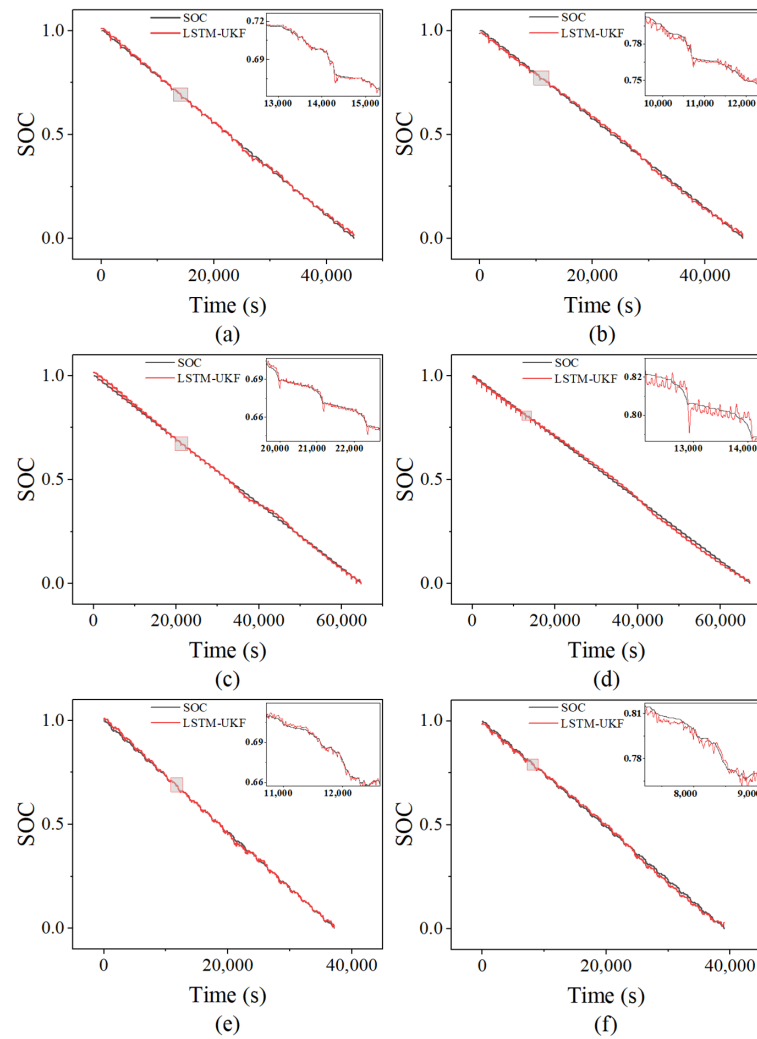 SOC
LSTM-UKF
1.0
0.5
0.0
SOC
0.72
0.69
13,000 14,000 15,000
0 20,000 40,000
Time (s)
(a)
SOC
LSTM-UKF
1.0
0.5
0.0
SOC
0.78
0.75
10,000 11,000 12,000
0 20,000 40,000
Time (s)
(b)
SOC
LSTM-UKF
1.0
0.5
0.0
SOC
0.69
0.66
20,000 21,000 22,000
0 20,000 40,000 60,000
Time (s)
(c)
SOC
LSTM-UKF
1.0
0.5
0.0
SOC
0.82
0.80
13,000 14,000
0 20,000 40,000 60,000
Time (s)
(d)
SOC
LSTM-UKF
1.0
0.5
0.0
SOC
0.69
0.66
11,000 12,000
0 20,000 40,000
Time (s)
(e)
SOC
LSTM-UKF
1.0
0.5
0.0
SOC
0.81
0.78
8,000 9,000
0 20,000 40,000
Time (s)
(f)